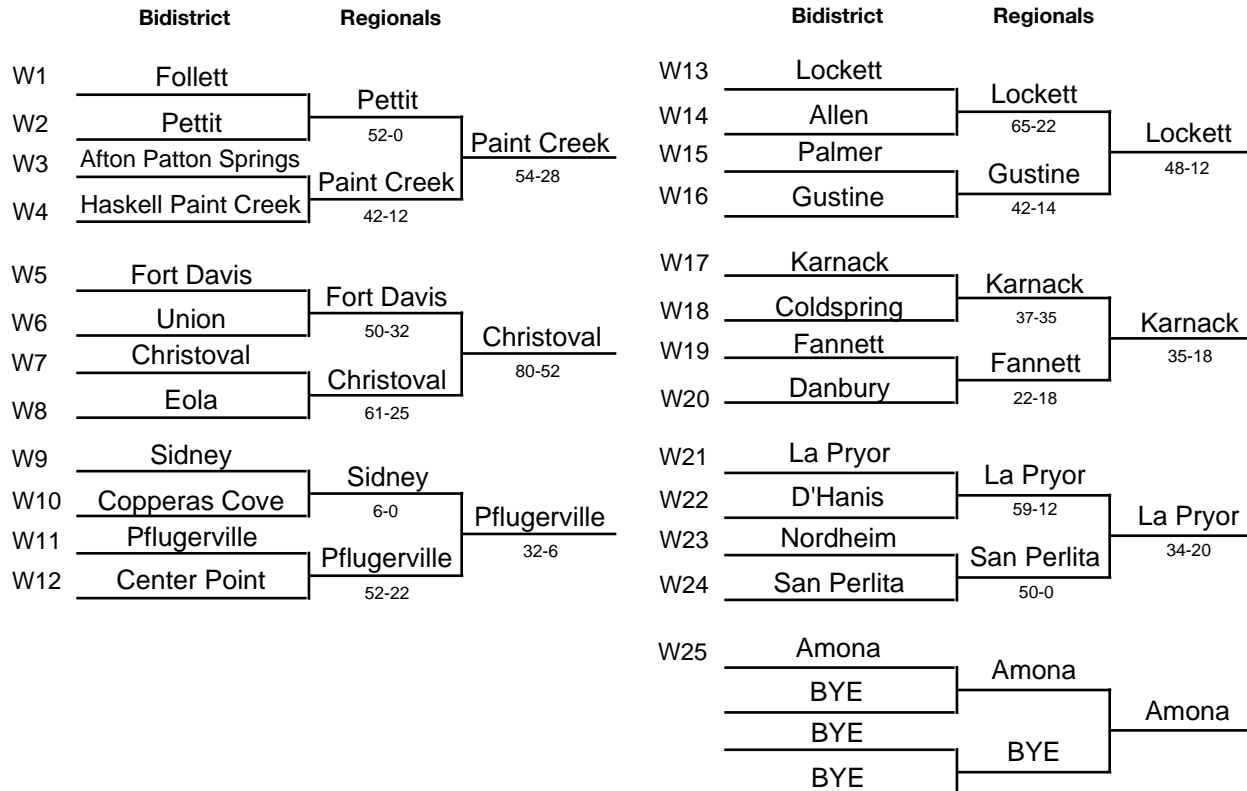 Bidistrict
Regionals
W1
Follett
Pettit
52-0
W2
Pettit
Paint Creek
54-28
W3
Afton Patton Springs
Paint Creek
42-12
W4
Haskell Paint Creek
W5
Fort Davis
Fort Davis
50-32
W6
Union
Christoval
80-52
W7
Christoval
Christoval
61-25
W8
Eola
W9
Sidney
Sidney
6-0
W10
Copperas Cove
Pflugerville
32-6
W11
Pflugerville
Pflugerville
52-22
W12
Center Point
Bidistrict
Regionals
W13
Lockett
Lockett
65-22
W14
Allen
Lockett
48-12
W15
Palmer
Gustine
42-14
W16
Gustine
W17
Karnack
Karnack
37-35
W18
Coldspring
Karnack
35-18
W19
Fannett
Fannett
22-18
W20
Danbury
W21
La Pryor
La Pryor
59-12
W22
D'Hanis
La Pryor
34-20
W23
Nordheim
San Perlita
50-0
W24
San Perlita
W25
Amona
Amona
BYE
Amona
BYE
BYE
BYE